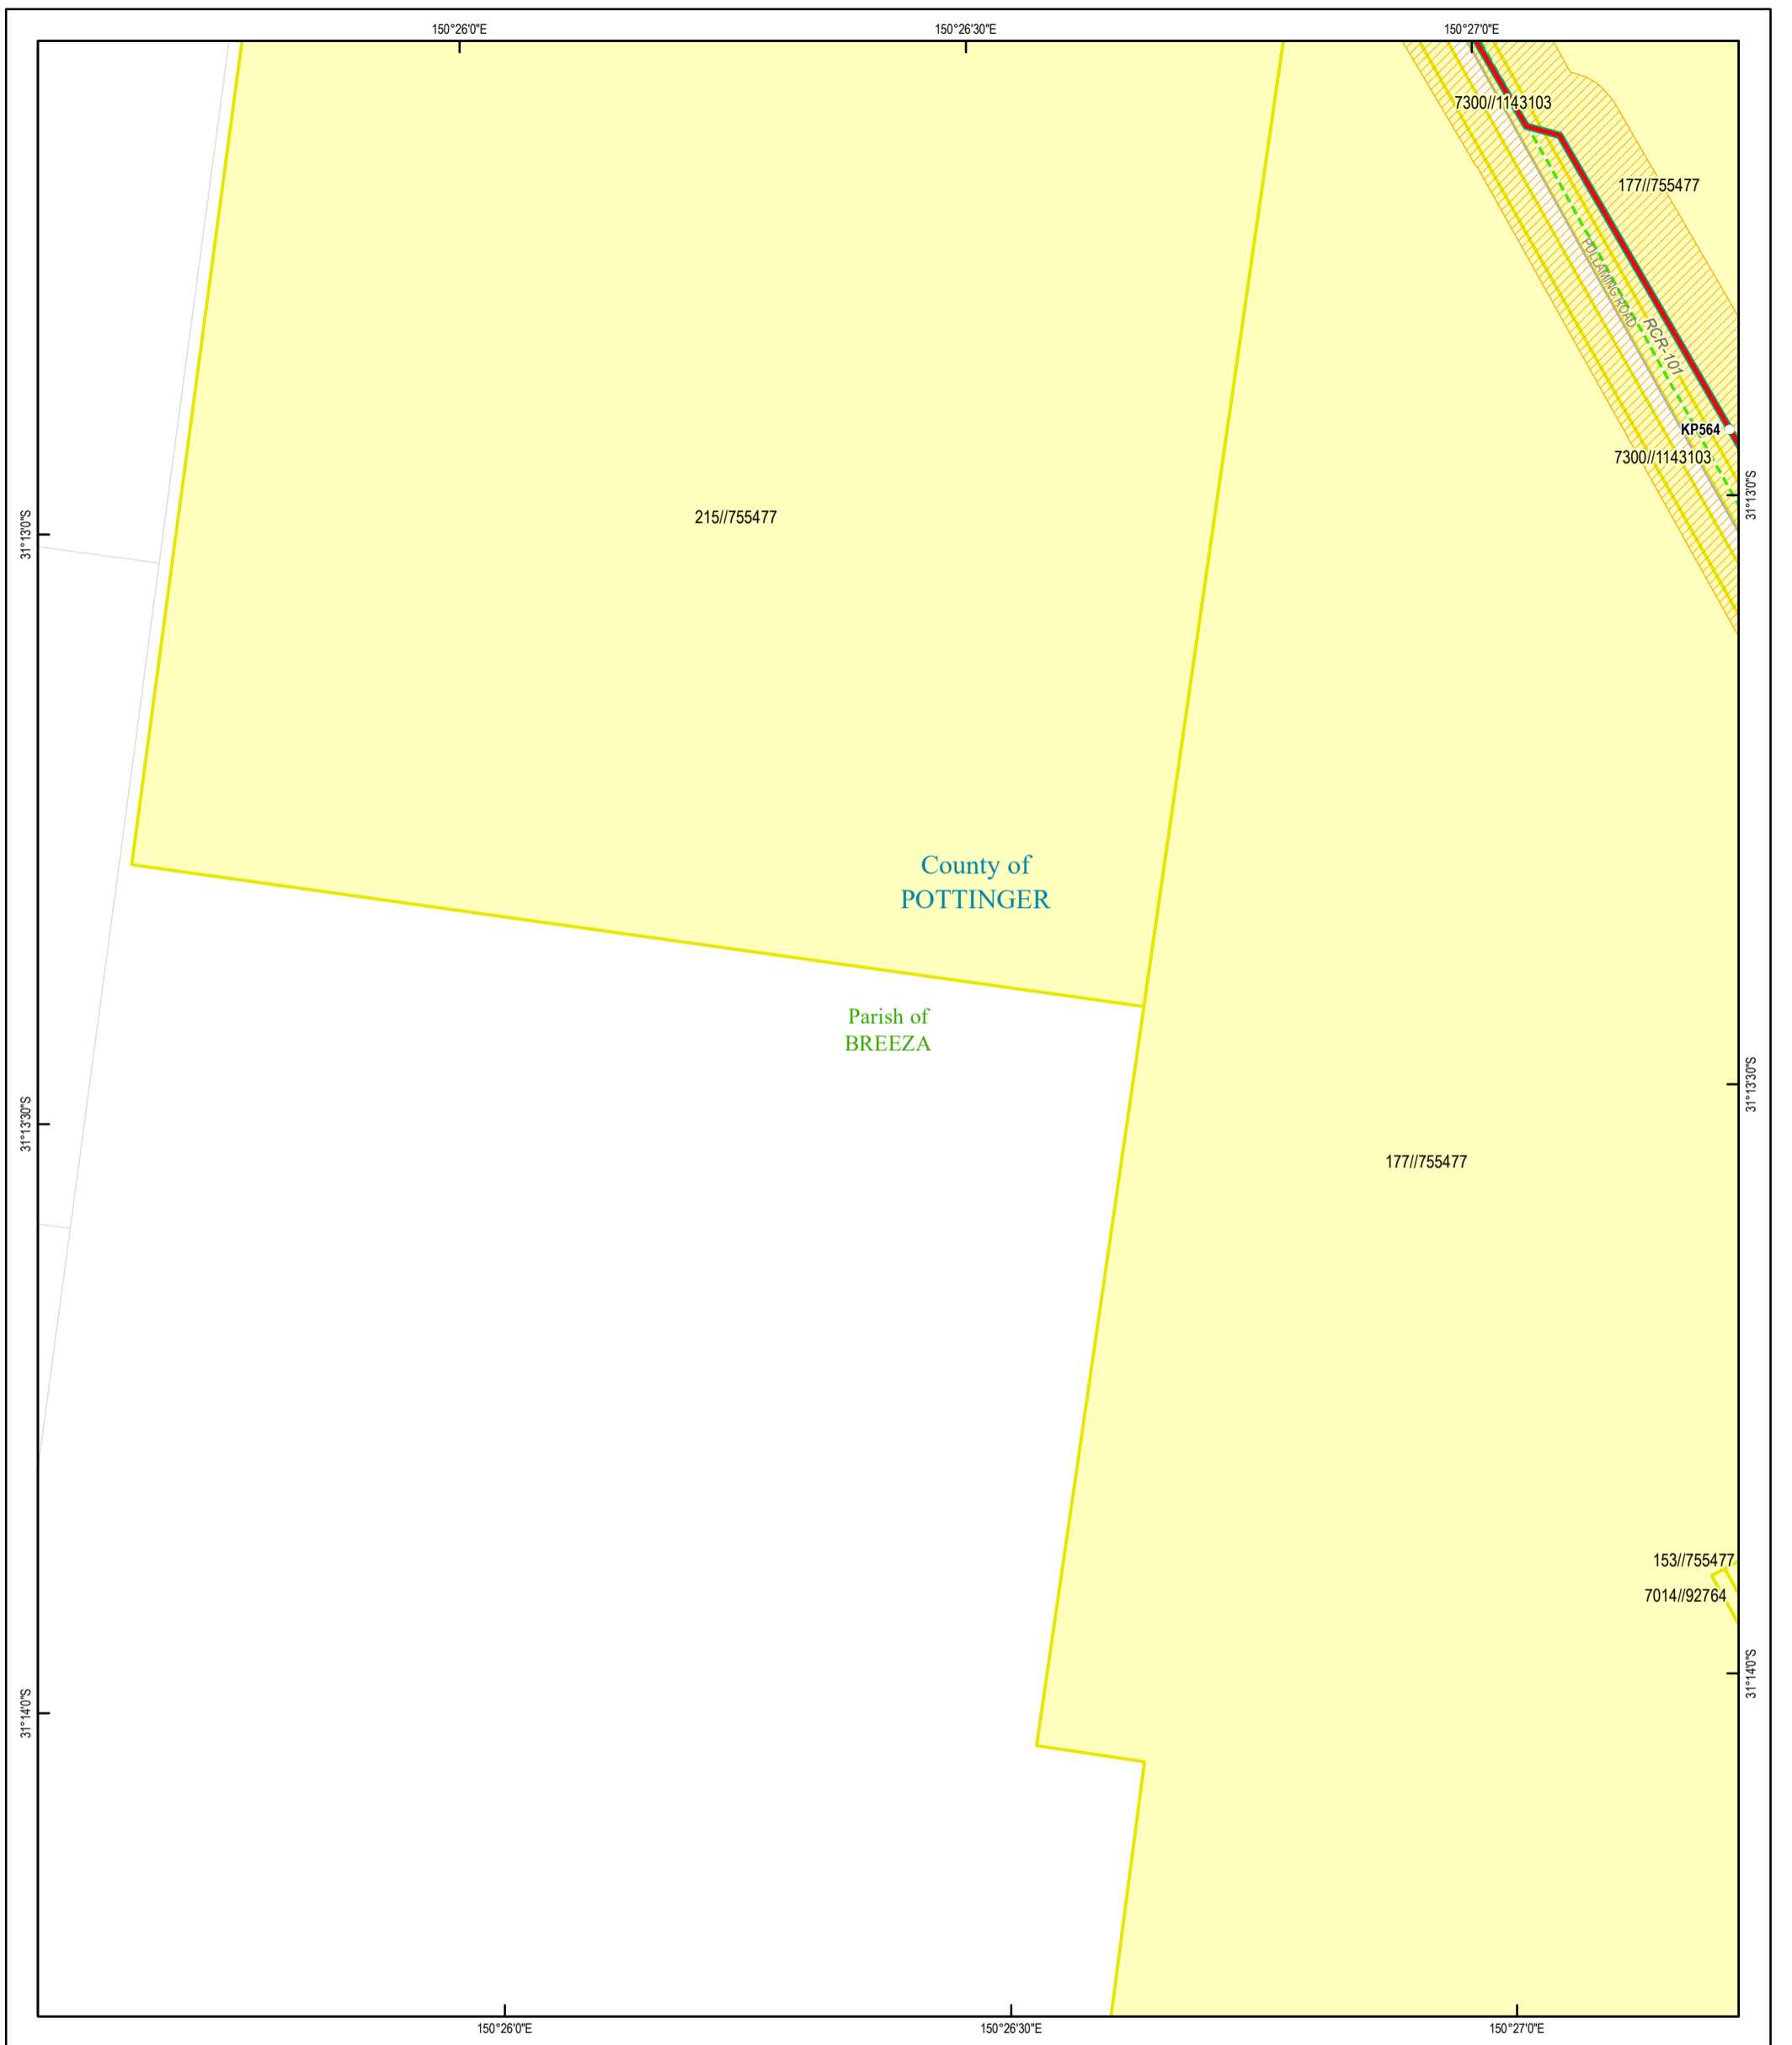 150°26'0"E
150°26'30"E
150°27'0"E
7300//1143103
177//755477
POLLAMING ROAD
RCR-101
KP564
7300//1143103
31°13'0"S
31°13'0"S
215//755477
County of
POTTINGER
Parish of
BREEZA
31°13'30"S
31°13'30"S
177//755477
153//755477
7014//92764
31°14'0"S
31°14'0"S
150°26'0"E
150°26'30"E
150°27'0"E